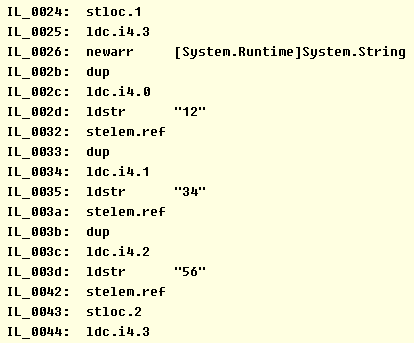 IL_0024:  stloc.1
IL_0025:  ldc.i4.3
IL_0026:  newarr     [System.Runtime]System.String
IL_002b:  dup
IL_002c:  ldc.i4.0
IL_002d:  ldstr      "12"
IL_0032:  stelem.ref
IL_0033:  dup
IL_0034:  ldc.i4.1
IL_0035:  ldstr      "34"
IL_003a:  stelem.ref
IL_003b:  dup
IL_003c:  ldc.i4.2
IL_003d:  ldstr      "56"
IL_0042:  stelem.ref
IL_0043:  stloc.2
IL_0044:  ldc.i4.3